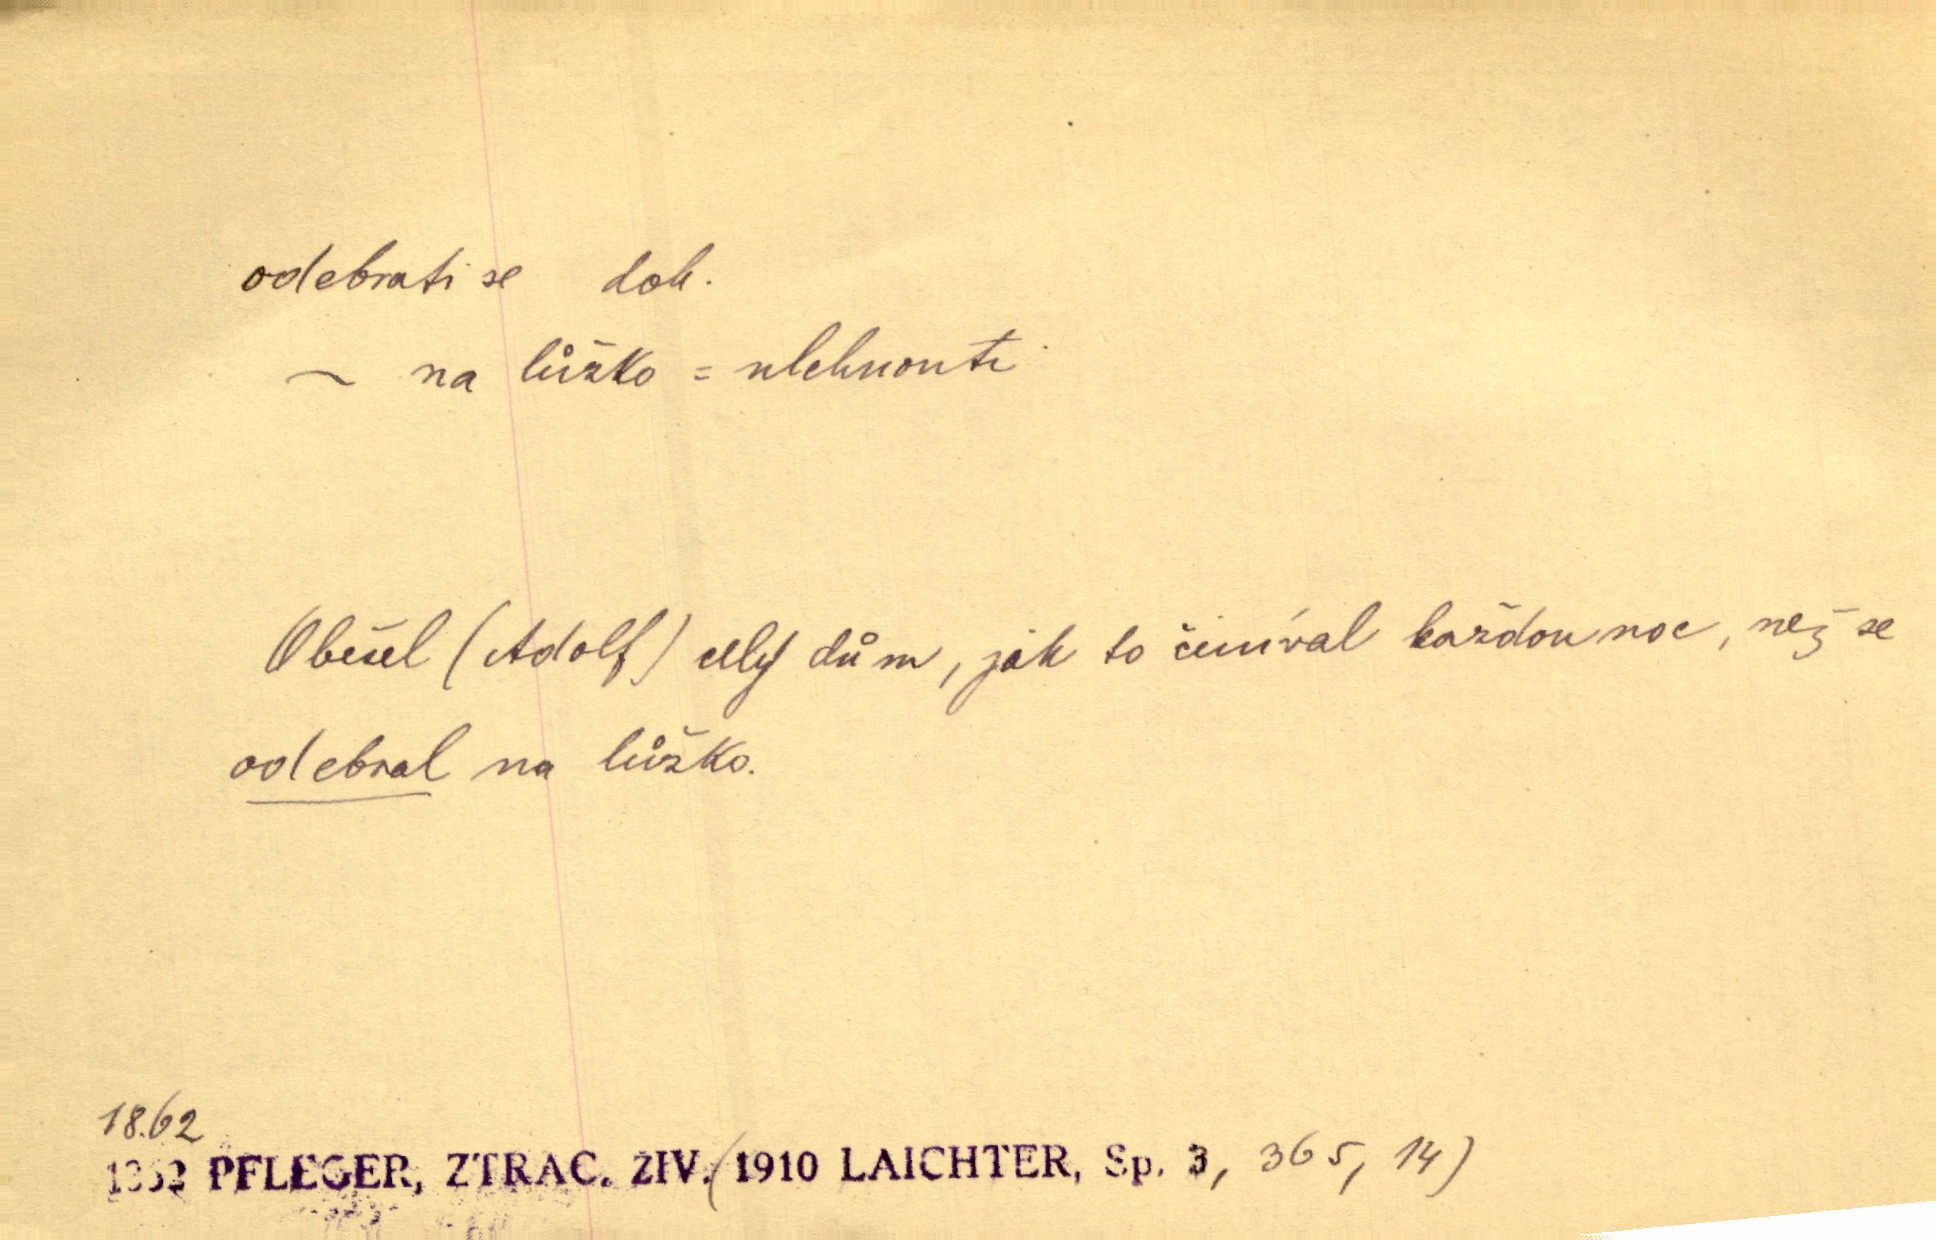 odebrati se dok.
~ na lůžko = ulehnouti
Obešel (Adolf) celý dům, jak to činíval každou noc, než se
odebral na lůžko.
1862
1862 PFLEGER, ZTRAC. ŽIV. (1910 LAICHTER, Sp. 3, 365, 14)